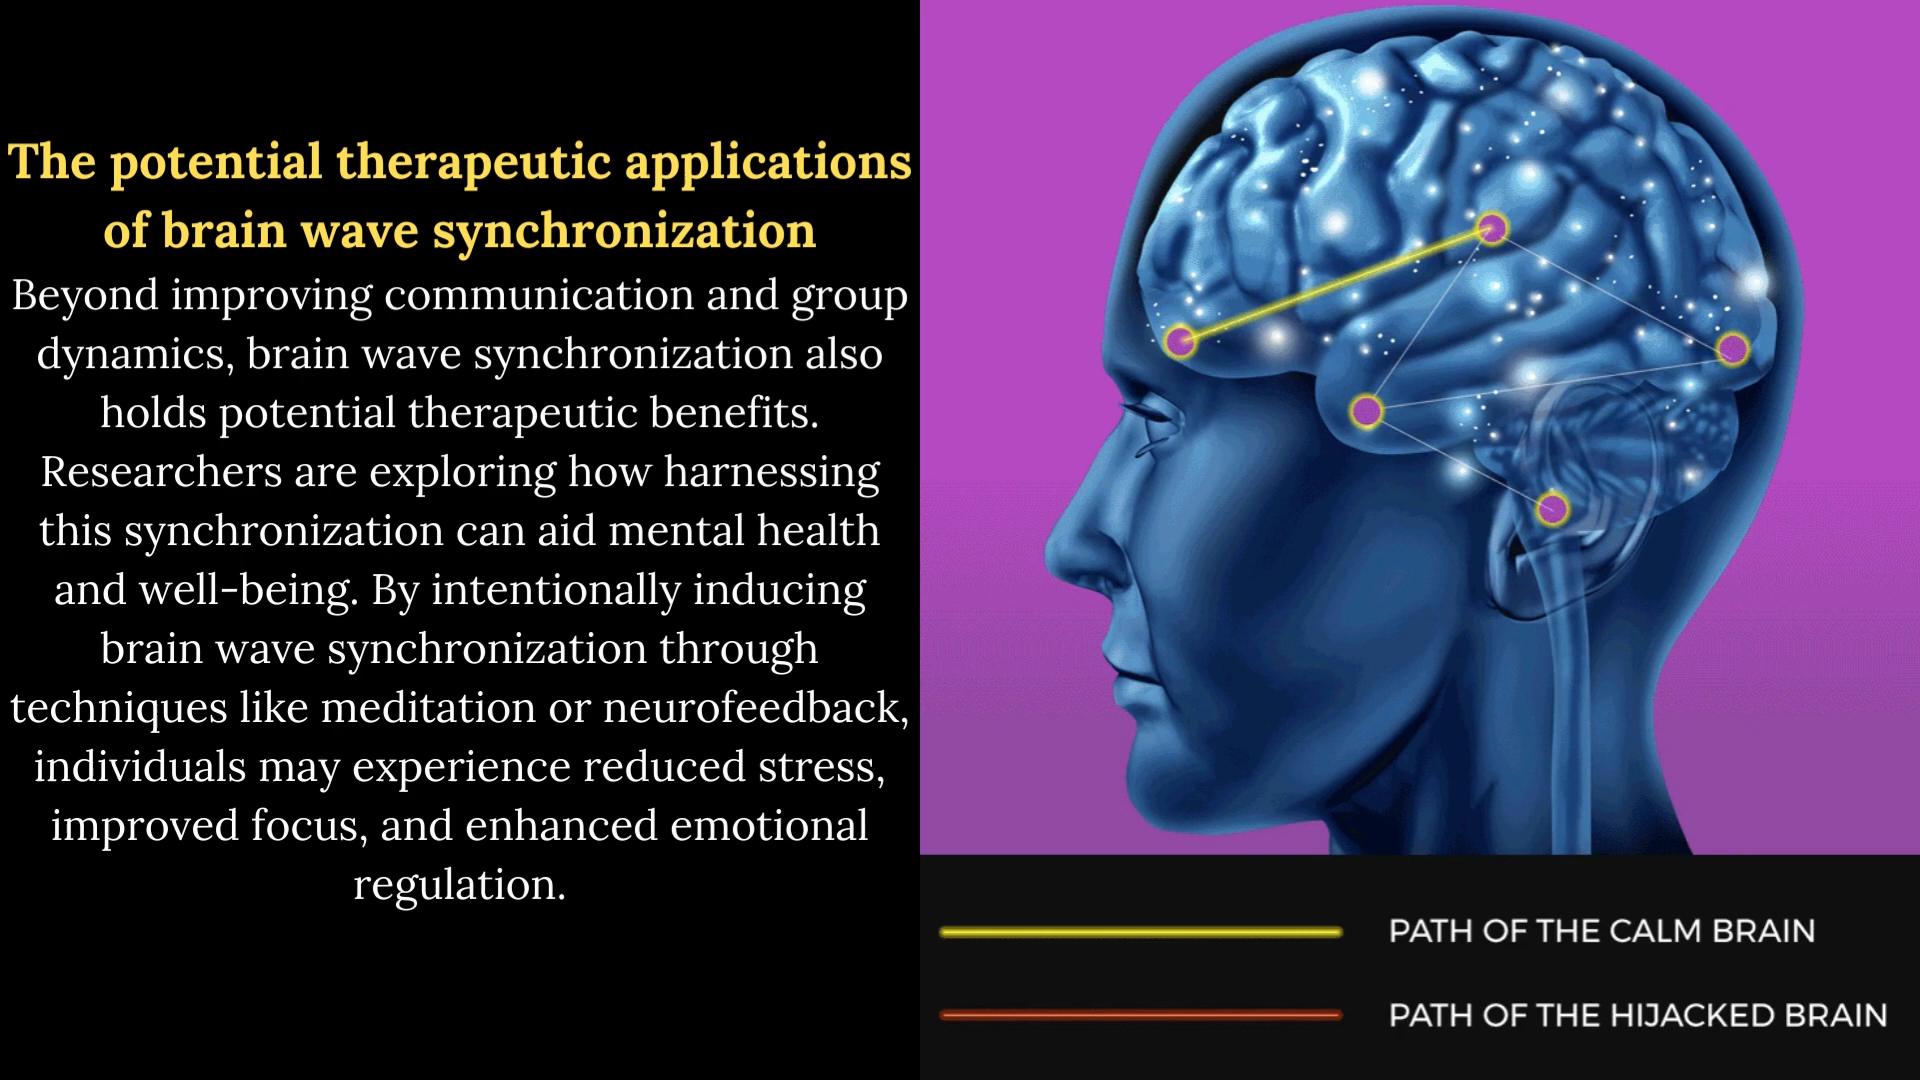 The potential therapeutic applications
of brain wave synchronization
Beyond improving communication and group
dynamics, brain wave synchronization also
holds potential therapeutic benefits.
Researchers are exploring how harnessing
this synchronization can aid mental health
and well-being. By intentionally inducing
brain wave synchronization through
techniques like meditation or neurofeedback,
individuals may experience reduced stress,
improved focus, and enhanced emotional
regulation.
PATH OF THE CALM BRAIN
PATH OF THE HIJACKED BRAIN